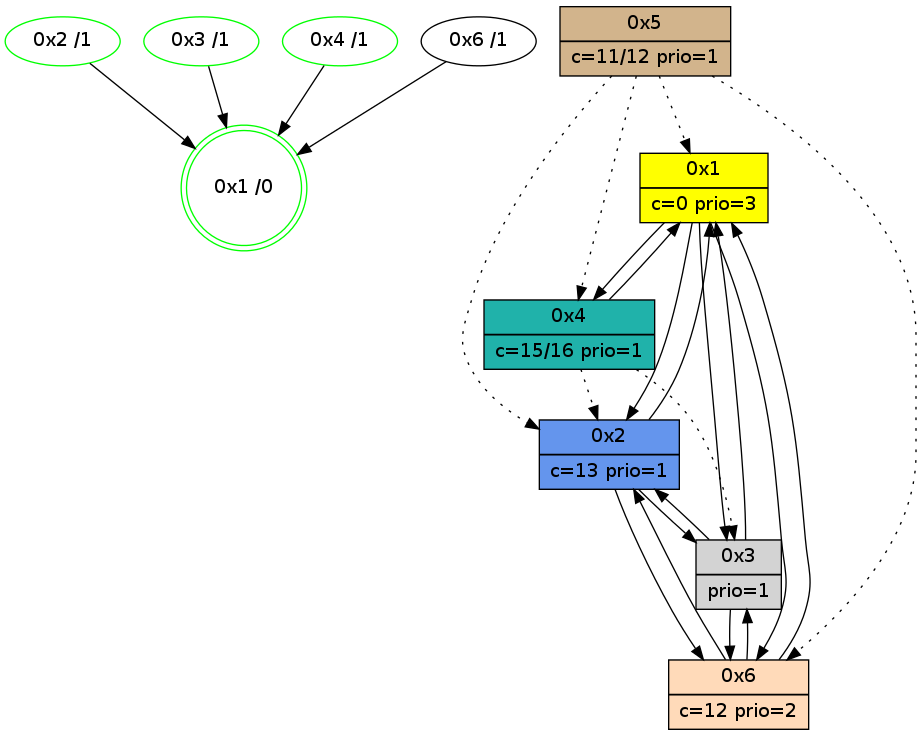 0x2 /1
0x3 /1
0x4 /1
0x6 /1
0x1 /0
0x5
c=11/12 prio=1
0x1
c=0 prio=3
0x4
c=15/16 prio=1
0x2
c=13 prio=1
0x3
prio=1
0x6
c=12 prio=2